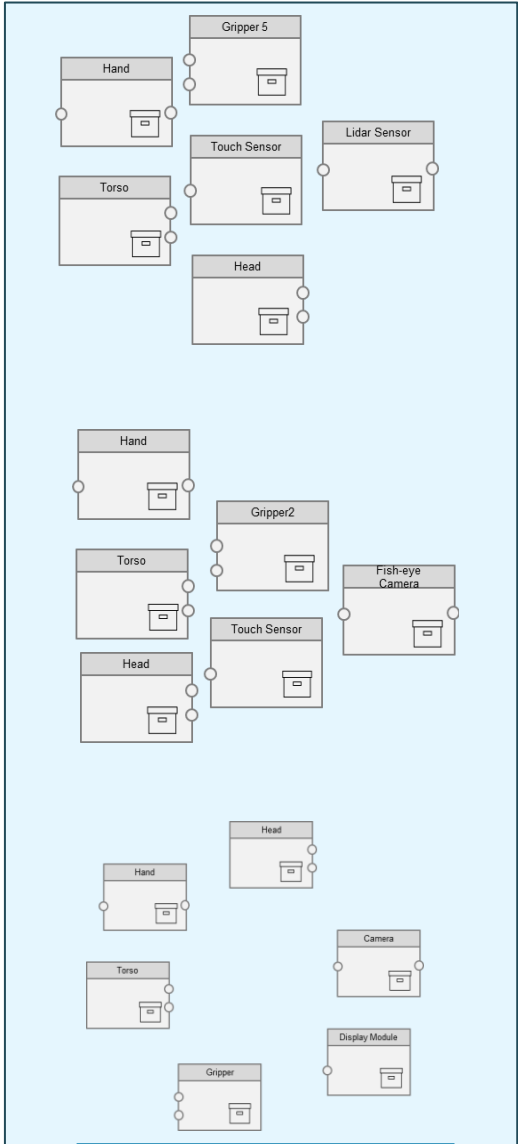 Gripper 5
Hand
Lidar Sensor
Touch Sensor
Torso
Head
Hand
Gripper2
Torso
Fish-eye
Camera
Touch Sensor
Head
Head
Hand
Camera
Torso
Display Module
Gripper